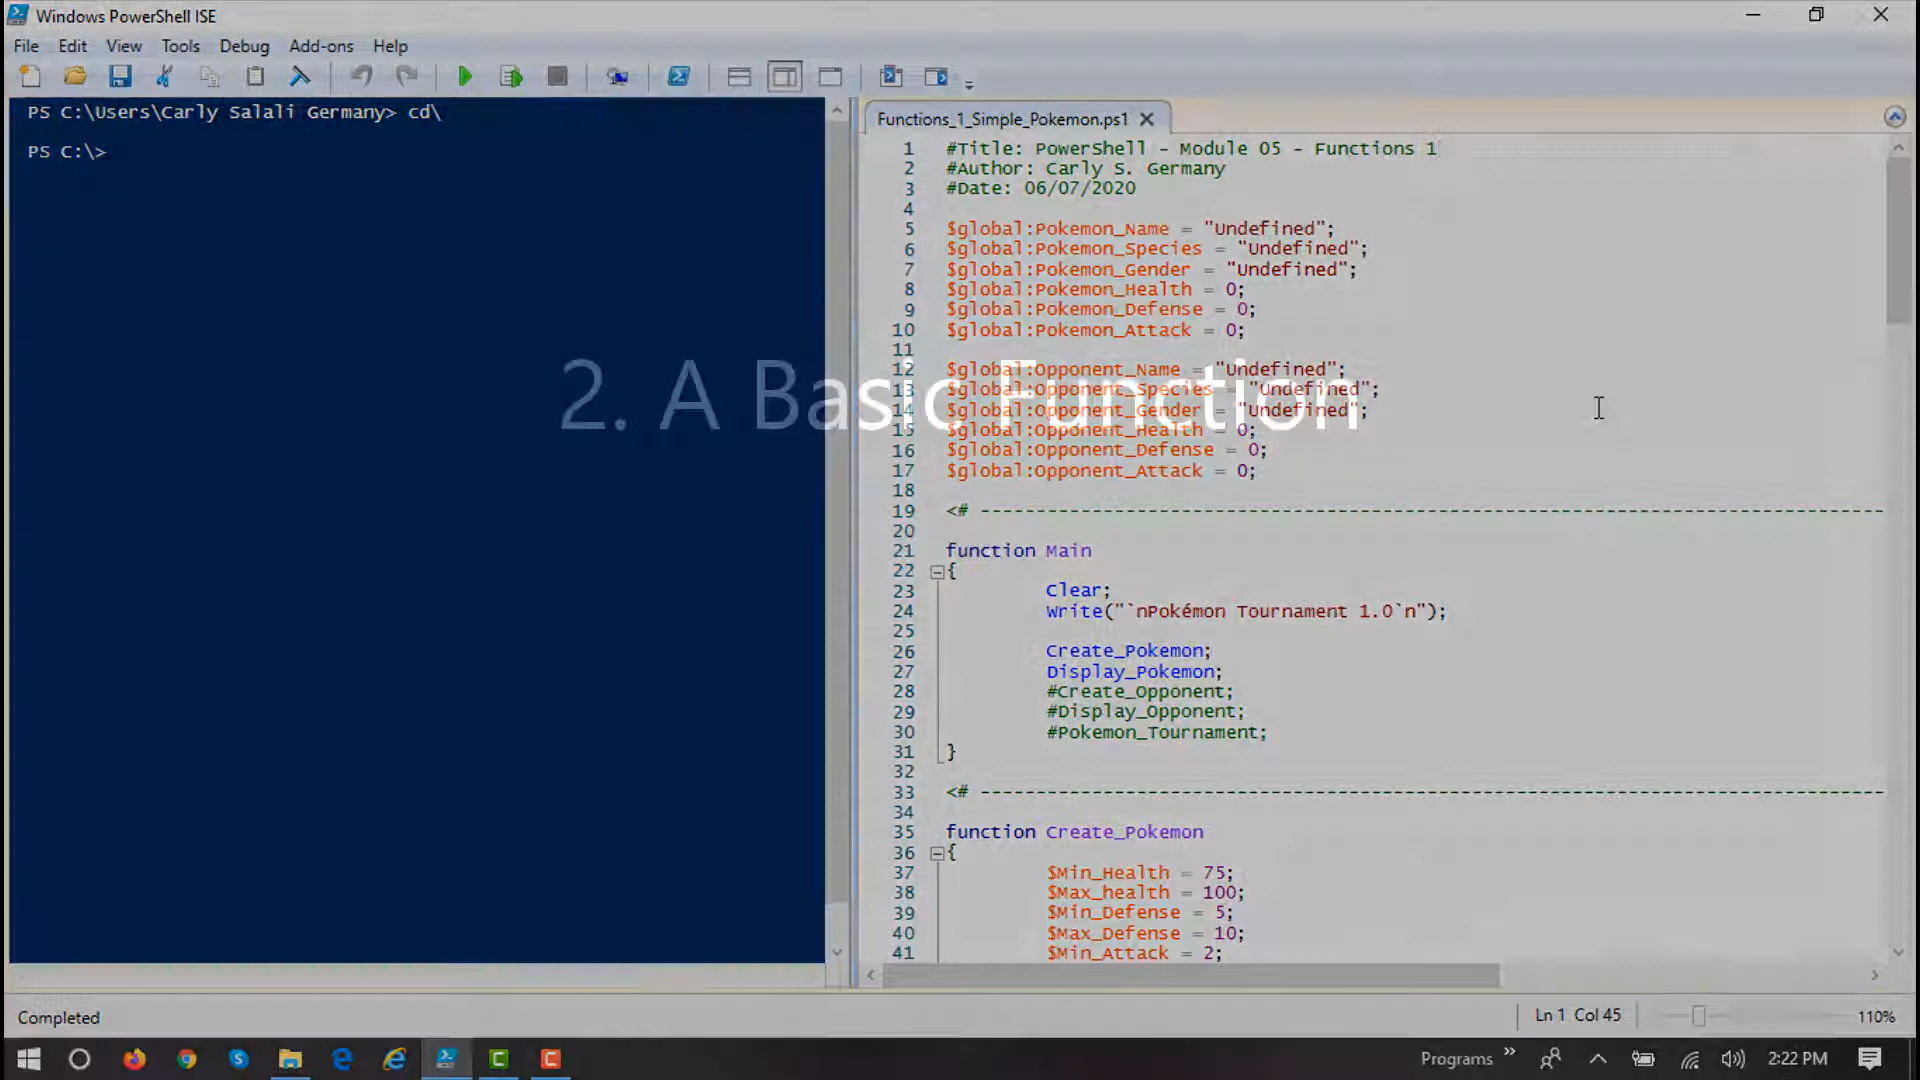 Windows PowerShell ISE
File Edit View Tools Debug Add-ons Help
PS C:\Users\Carly Salali Germany> cd\
PS C:\>
Functions_1_Simple_Pokemon.ps1
1 #Title: PowerShell - Module 05 - Functions 1
2 #Author: Carly S. Germany
3 #Date: 06/07/2020
4
5 $global:Pokemon_Name = "Undefined";
6 $global:Pokemon_Species = "Undefined";
7 $global:Pokemon_Gender = "Undefined";
8 $global:Pokemon_Health = 0;
9 $global:Pokemon_Defense = 0;
10 $global:Pokemon_Attack = 0;
11
12 $global:Opponent_Name = "Undefined";
13 $global:Opponent_Species = "Undefined";
14 $global:Opponent_Gender = "Undefined";
15 $global:Opponent_Health = 0;
16 $global:Opponent_Defense = 0;
17 $global:Opponent_Attack = 0;
18
19 <# --------------------------------------------------------------------------------
20
21 function Main
22 {
23 Clear;
24 Write("`nPokémon Tournament 1.0`n");
25
26 Create_Pokemon;
27 Display_Pokemon;
28 #Create_Opponent;
29 #Display_Opponent;
30 #Pokemon_Tournament;
31 }
32
33 <# --------------------------------------------------------------------------------
34
35 function Create_Pokemon
36 {
37 $Min_Health = 75;
38 $Max_health = 100;
39 $Min_Defense = 5;
40 $Max_Defense = 10;
41 $Min_Attack = 2;
2. A Basic Function
Completed
Ln 1 Col 45
110%
Programs »
2:22 PM